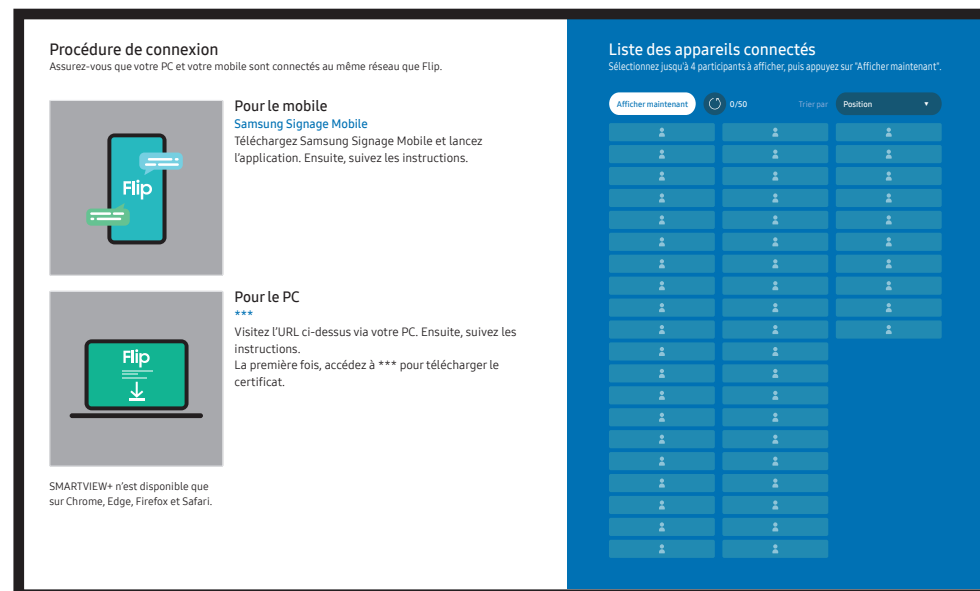 Procédure de connexion
Assurez-vous que votre PC et votre mobile sont connectés au même réseau que Flip.
Flip
Pour le mobile
Samsung Signage Mobile
Téléchargez Samsung Signage Mobile et lancez
l'application. Ensuite, suivez les instructions.
Flip
Pour le PC
***
Visitez l'URL ci-dessus via votre PC. Ensuite, suivez les
instructions.
La première fois, accédez à *** pour télécharger le
certificat.
SMARTVIEW+ n'est disponible que
sur Chrome, Edge, Firefox et Safari.
Liste des appareils connectés
Sélectionnez jusqu'à 4 participants à afficher, puis appuyez sur "Afficher maintenant".
Afficher maintenant 0/50 Trier par Position